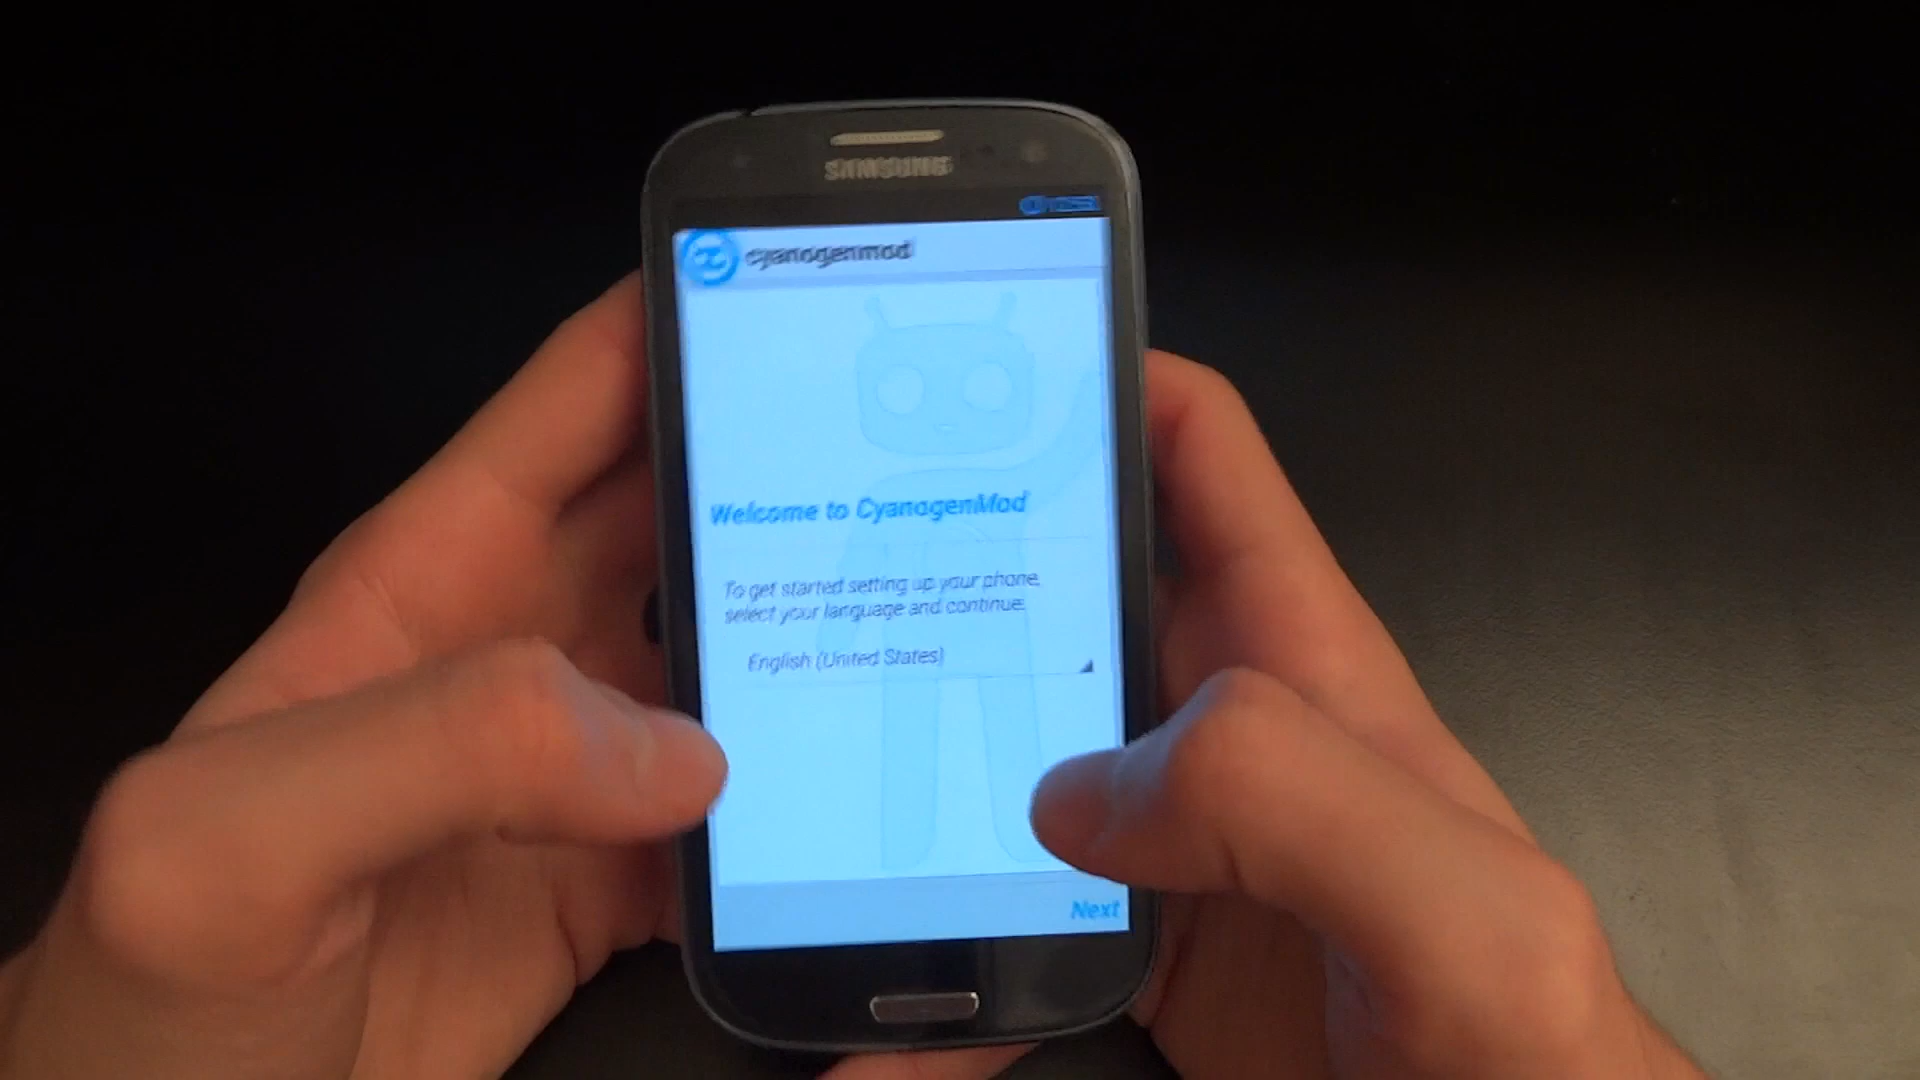 SAMSUNG
cyanogenmod
Welcome to CyanogenMod
To get started setting up your phone,
select your language and continue.
English (United States)
Next